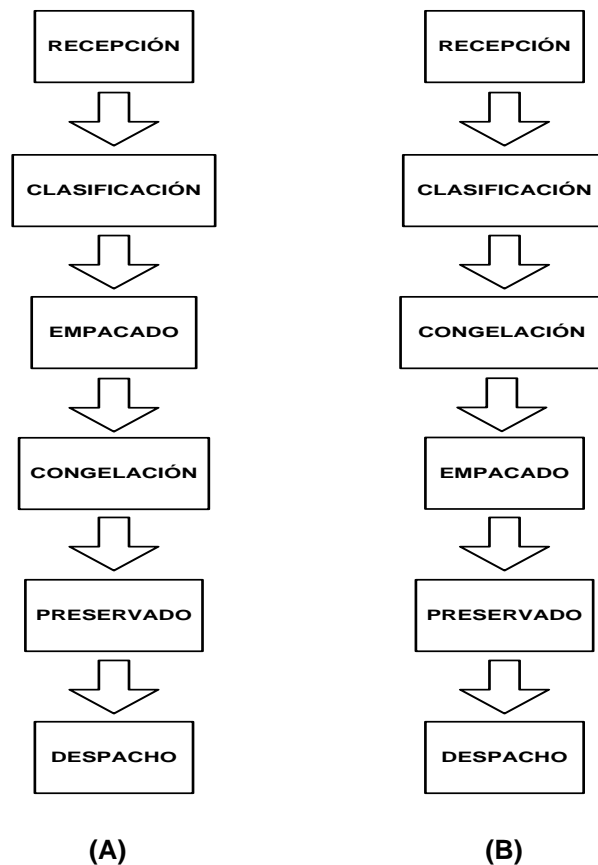 RECEPCIÓN
CLASIFICACIÓN
EMPACADO
CONGELACIÓN
PRESERVADO
DESPACHO
(A)
RECEPCIÓN
CLASIFICACIÓN
CONGELACIÓN
EMPACADO
PRESERVADO
DESPACHO
(B)